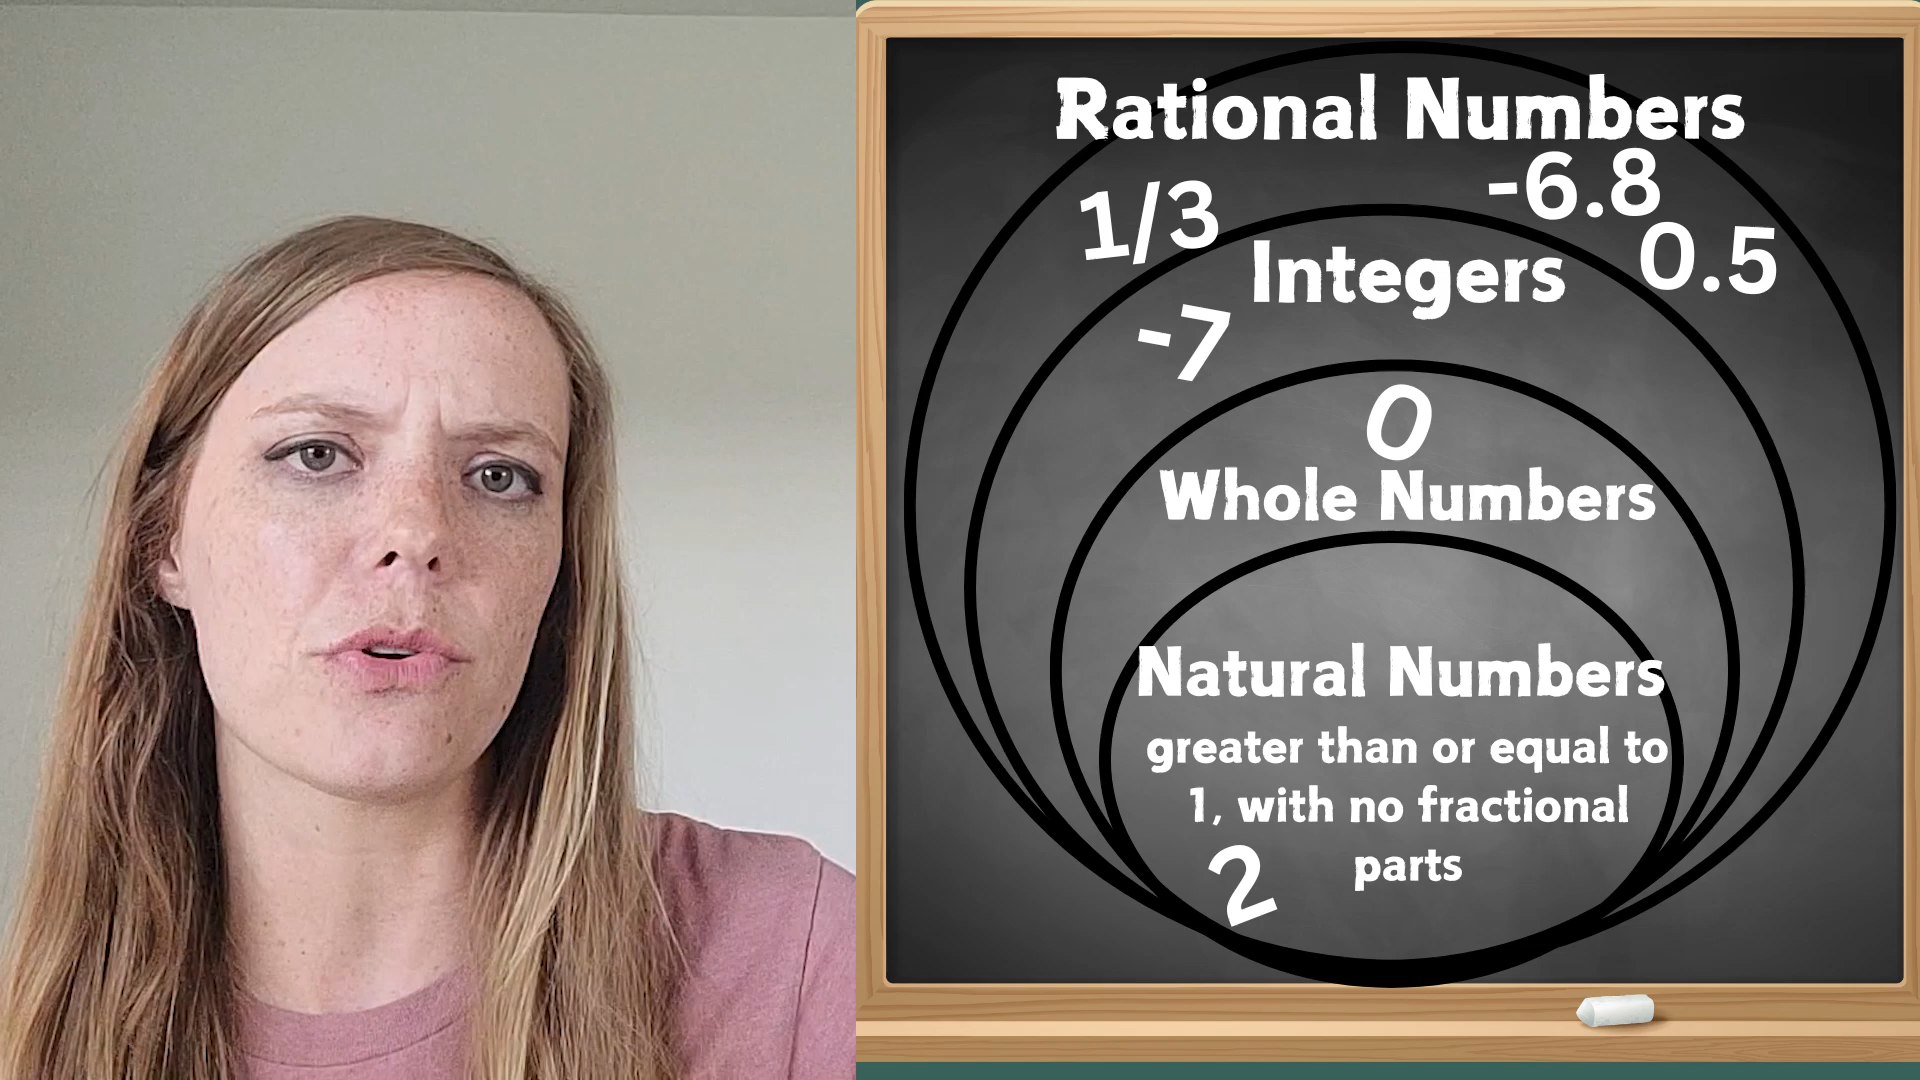 Rational Numbers
-6.8
1/3
0.5
Integers
-7
0
Whole Numbers
Natural Numbers
greater than or equal to
1, with no fractional
parts
2